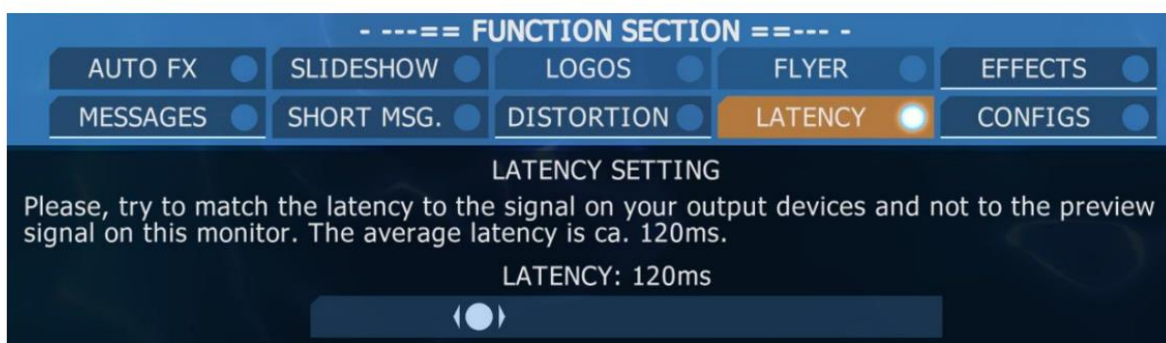 - ---== FUNCTION SECTION ==--- -
AUTO FX SLIDESHOW LOGOS FLYER EFFECTS
MESSAGES SHORT MSG. DISTORTION LATENCY CONFIGS
LATENCY SETTING
Please, try to match the latency to the signal on your output devices and not to the preview
signal on this monitor. The average latency is ca. 120ms.
LATENCY: 120ms